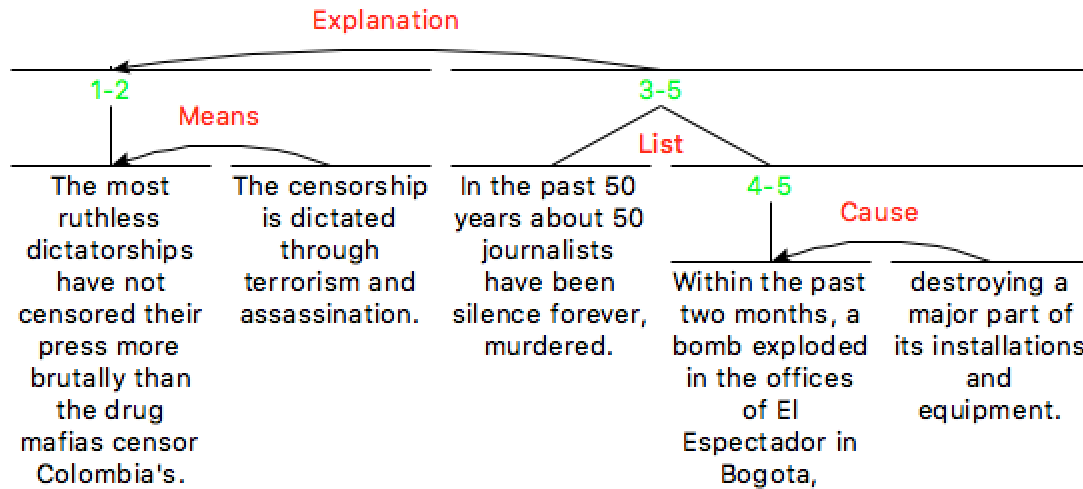 Explanation
1-2
3-5
Means
List
The most
ruthless
dictatorships
have not
censored their
press more
brutally than
the drug
mafias censor
Colombia's.
The censorship
is dictated
through
terrorism and
assassination.
In the past 50
years about 50
journalists
have been
silence forever,
murdered.
4-5
Cause
Within the past
two months, a
bomb exploded
in the offices
of El
Espectador in
Bogota,
destroying a
major part of
its installations
and
equipment.